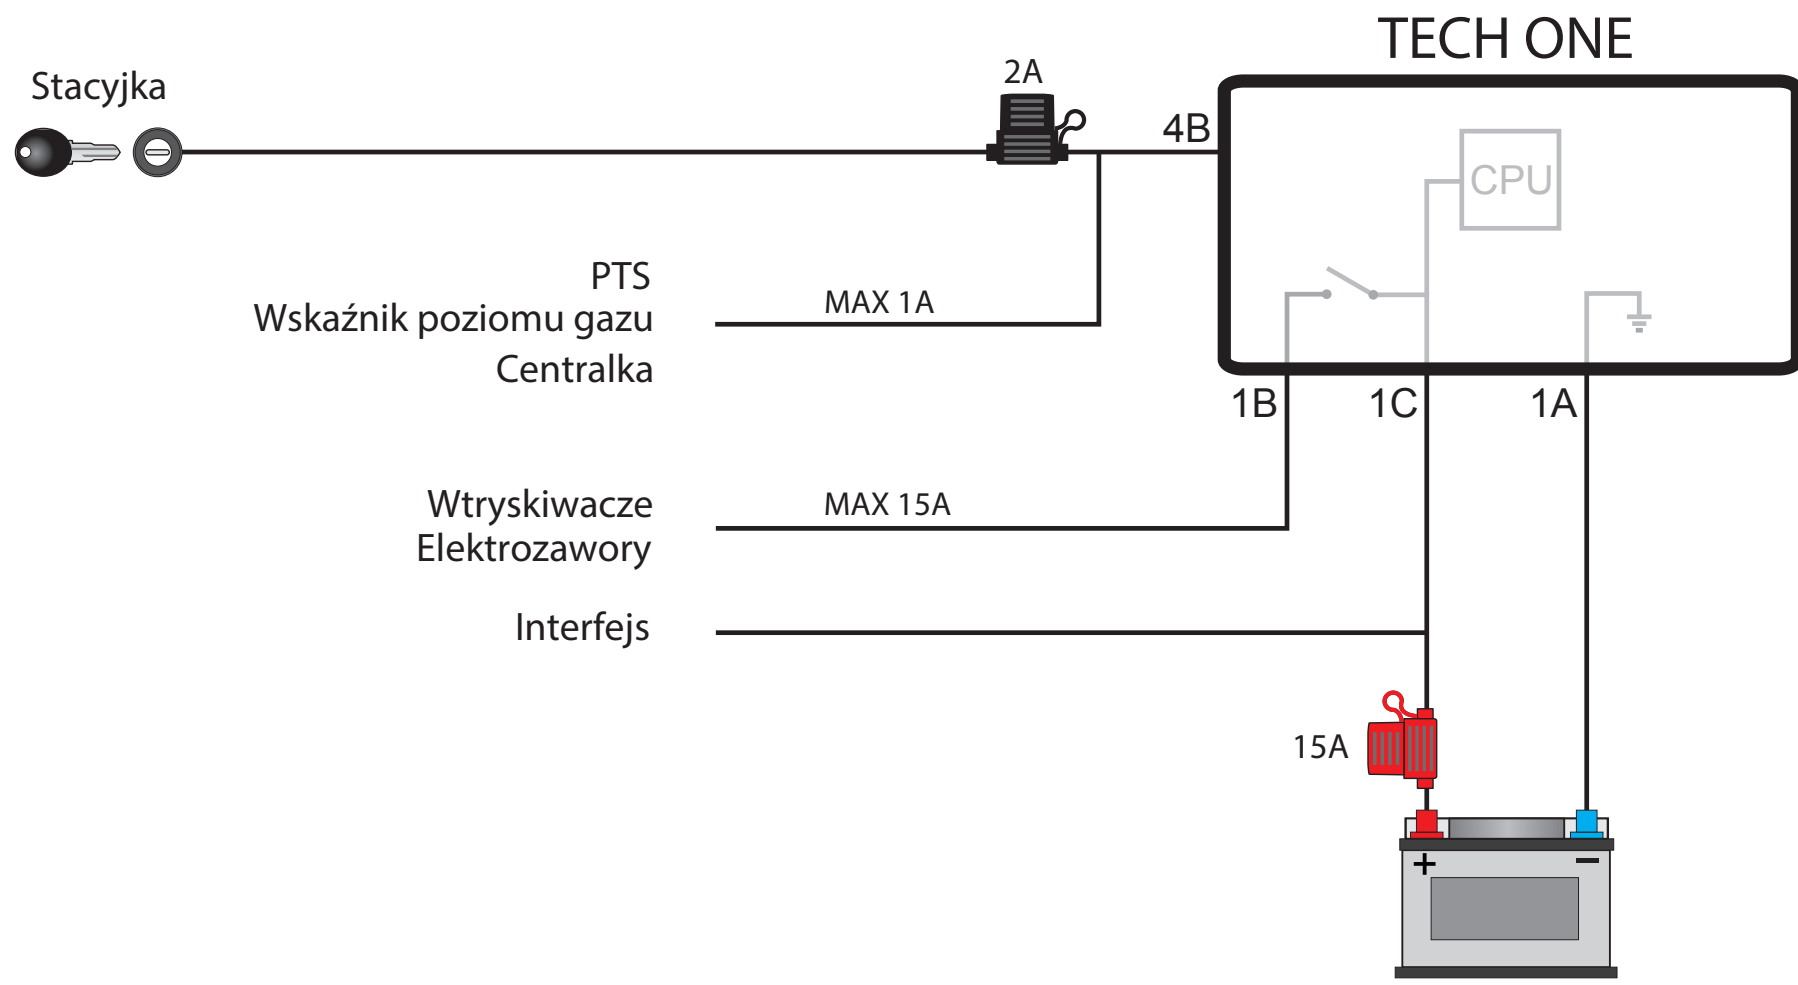 TECH ONE
Stacyjka
2A
4B
CPU
PTS
Wskaźnik poziomu gazu
Centralka
MAX 1A
1B
1C
1A
Wtryskiwacze
Elektrozawory
MAX 15A
Interfejs
15A
+
−